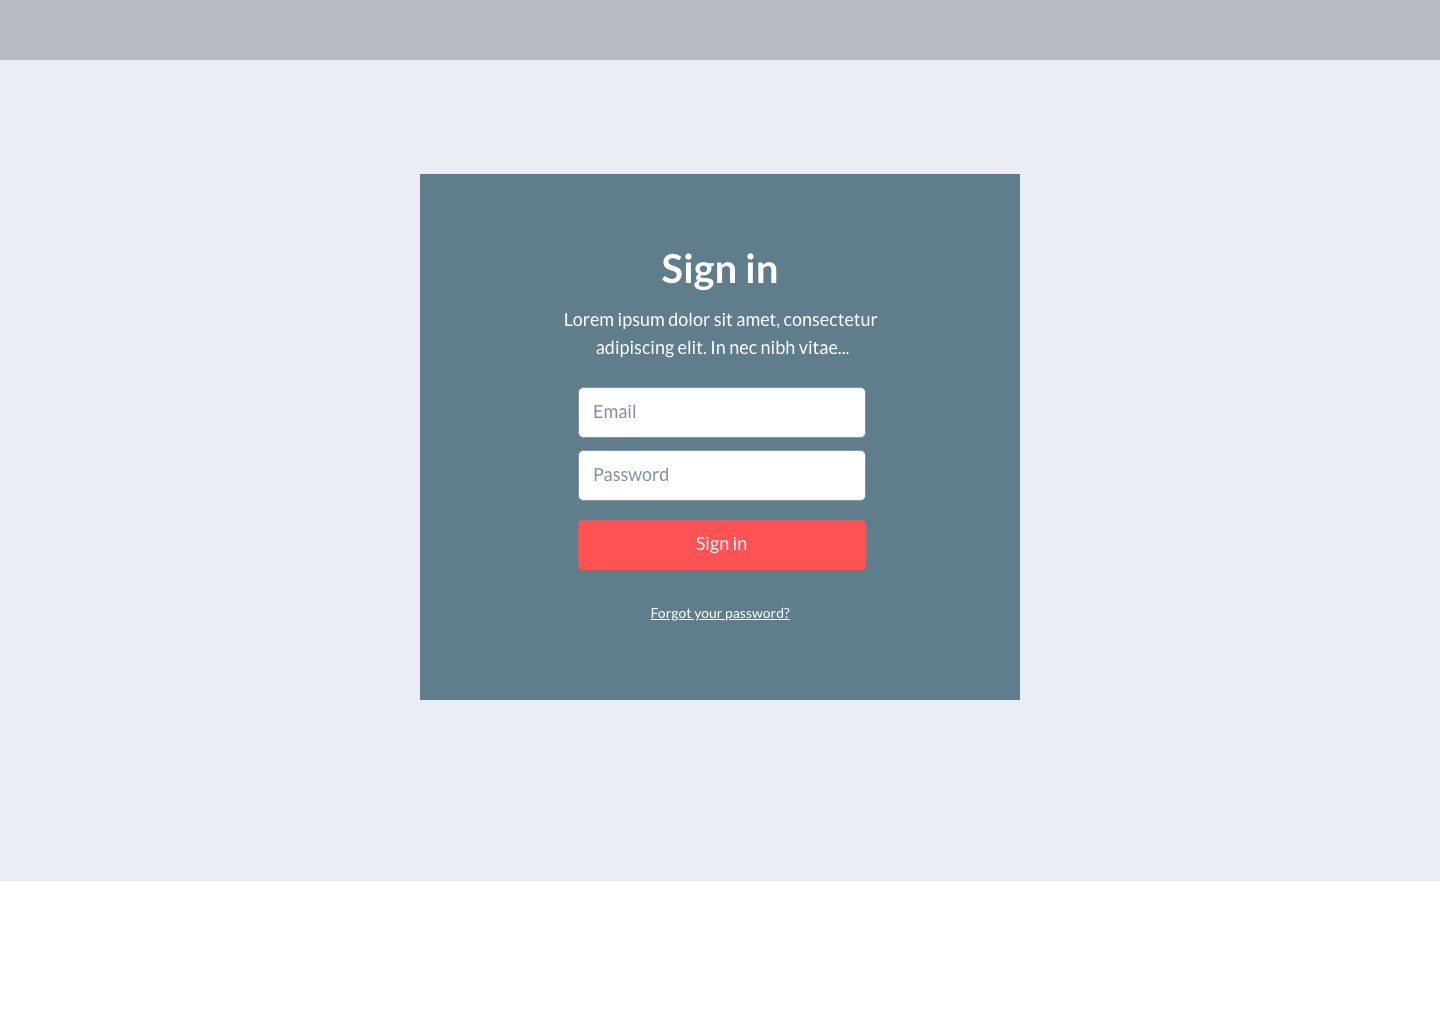 Sign in
Lorem ipsum dolor sit amet, consectetur
adipiscing elit. In nec nibh vitae...
Email
Password
Sign in
Forgot your password?